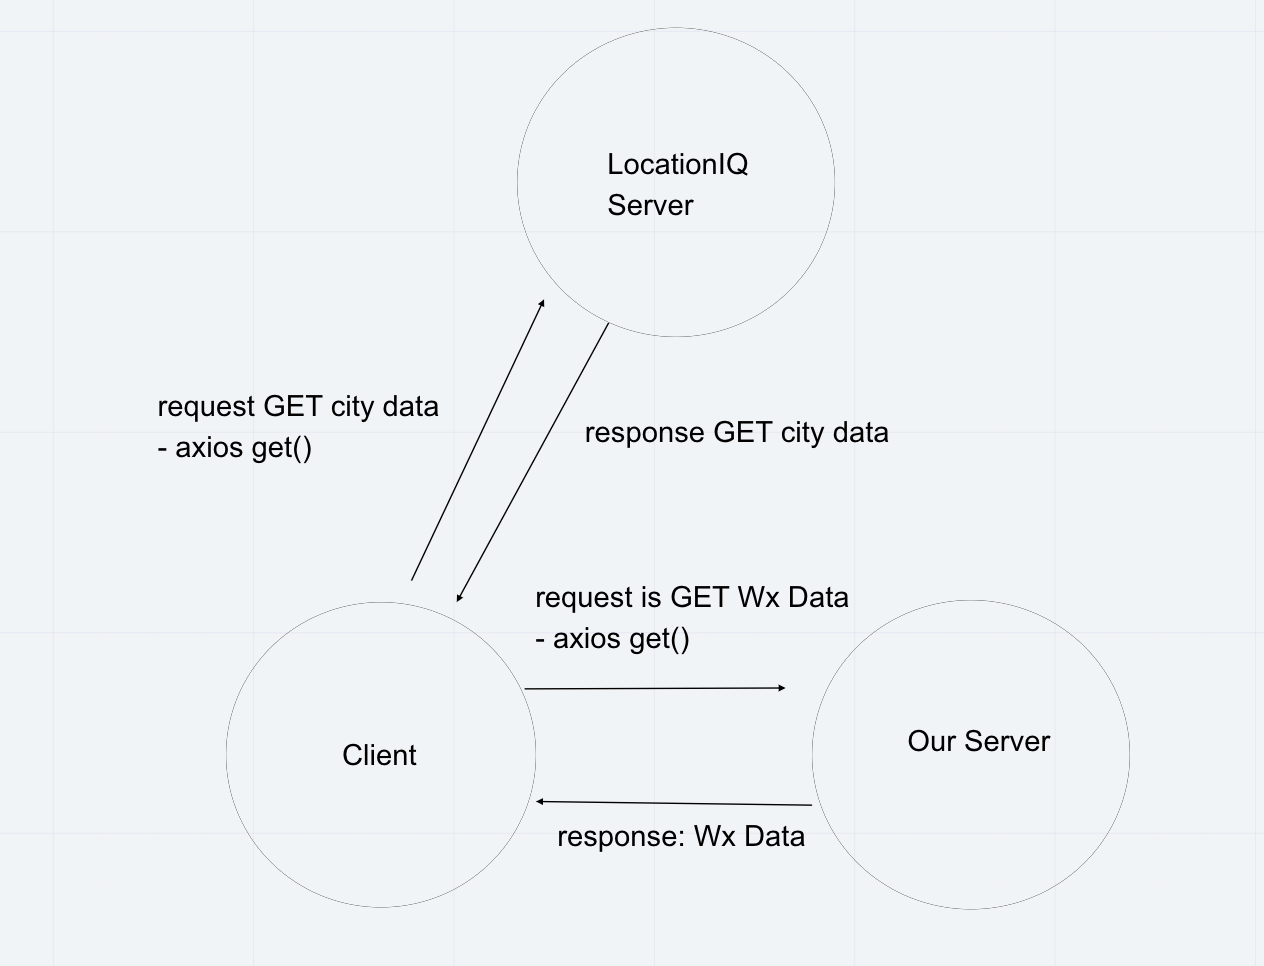 LocationIQ
Server
request GET city data
- axios get()
response GET city data
request is GET Wx Data
- axios get()
Client
Our Server
response: Wx Data